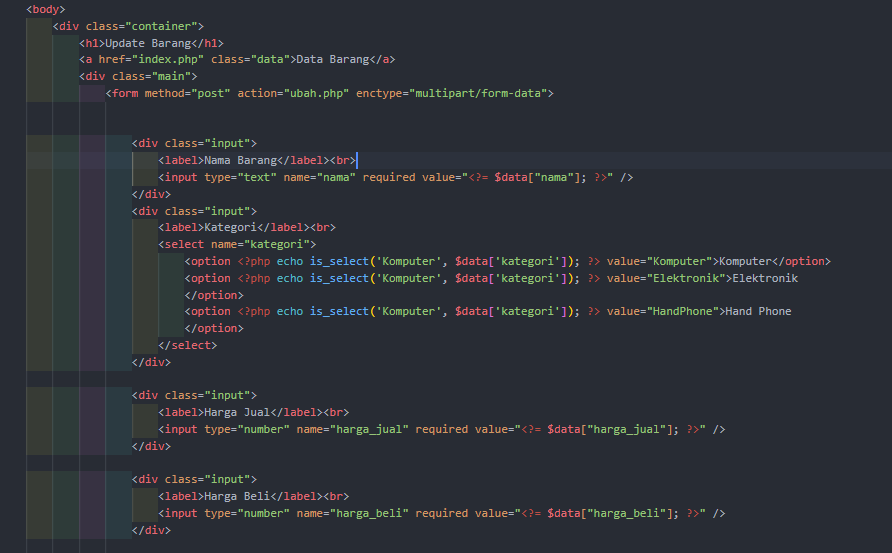 <body>
<div class="container">
<h1>Update Barang</h1>
<a href="index.php" class="data">Data Barang</a>
<div class="main">
<form method="post" action="ubah.php" enctype="multipart/form-data">
<div class="input">
<label>Nama Barang</label><br>
<input type="text" name="nama" required value="<?= $data["nama"]; ?>" />
</div>
<div class="input">
<label>Kategori</label><br>
<select name="kategori">
<option <?php echo is_select('Komputer', $data['kategori']); ?> value="Komputer">Komputer</option>
<option <?php echo is_select('Komputer', $data['kategori']); ?> value="Elektronik">Elektronik
</option>
<option <?php echo is_select('Komputer', $data['kategori']); ?> value="HandPhone">Hand Phone
</option>
</select>
</div>
<div class="input">
<label>Harga Jual</label><br>
<input type="number" name="harga_jual" required value="<?= $data["harga_jual"]; ?>" />
</div>
<div class="input">
<label>Harga Beli</label><br>
<input type="number" name="harga_beli" required value="<?= $data["harga_beli"]; ?>" />
</div>